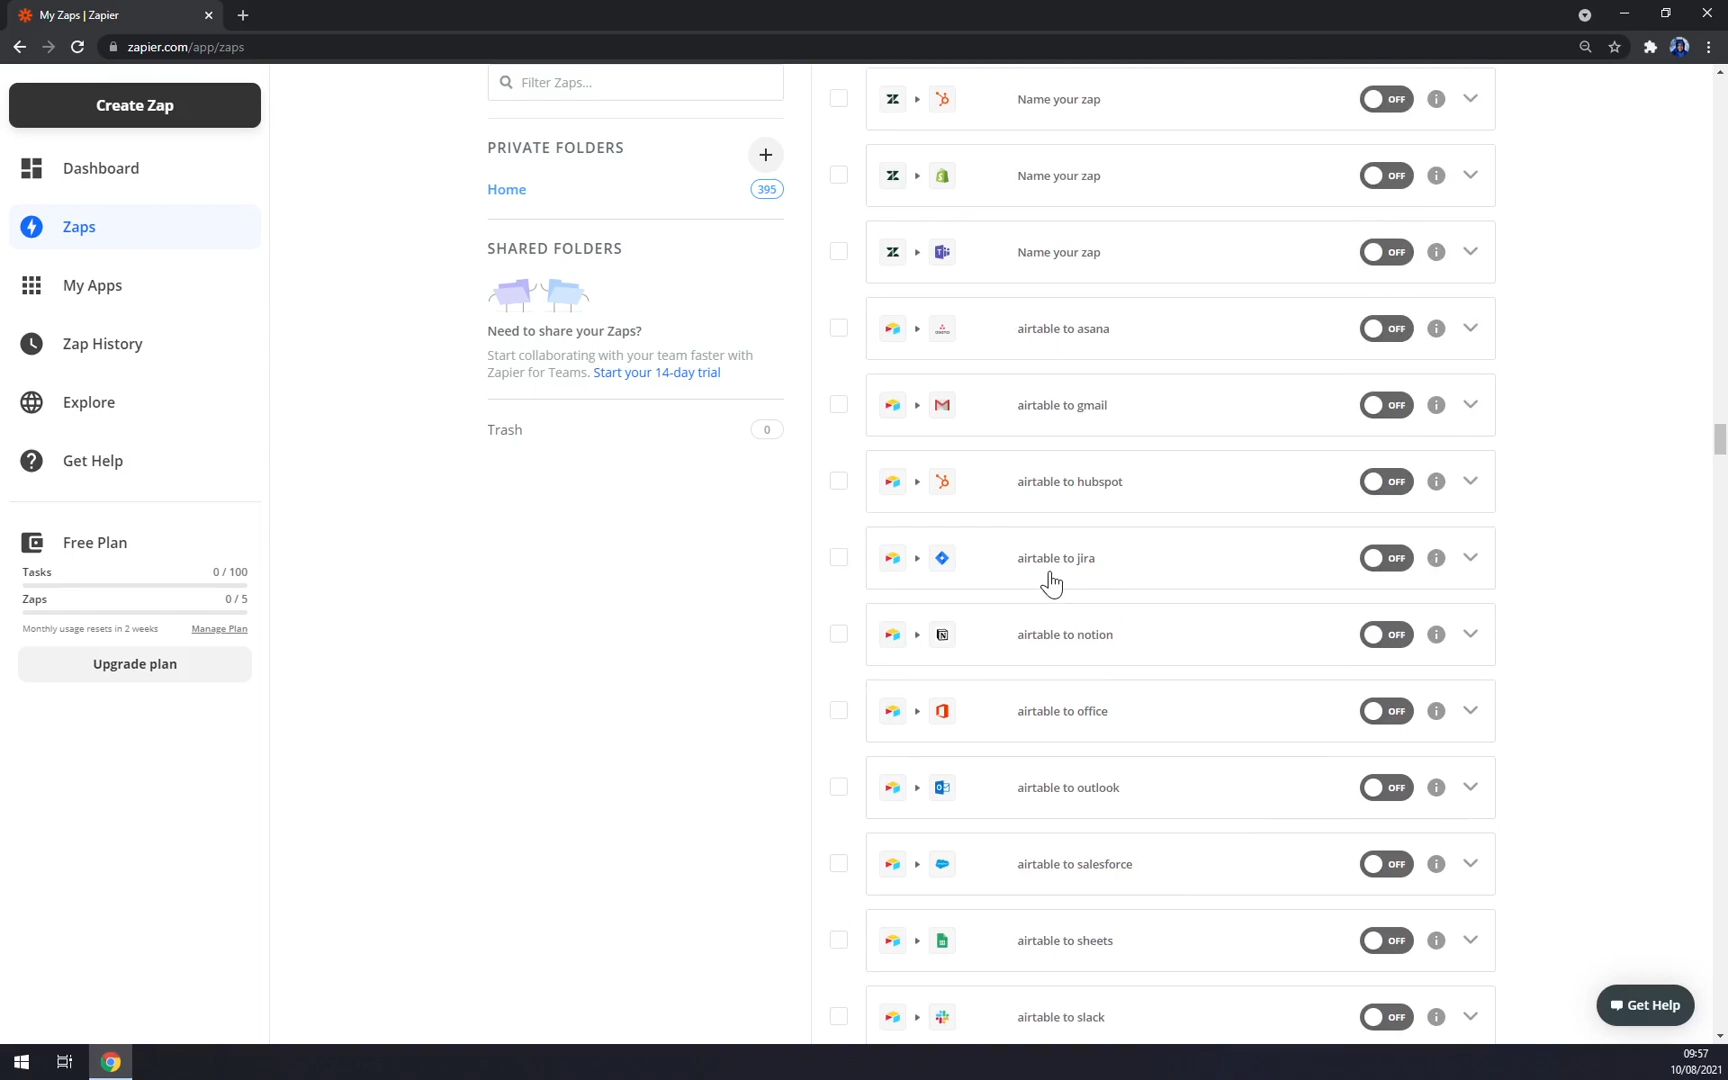 My Zaps | Zapier
zapier.com/app/zaps
Create Zap
Dashboard
Zaps
My Apps
Zap History
Explore
Get Help
Free Plan
Tasks 0 / 100
Zaps 0 / 5
Monthly usage resets in 2 weeks Manage Plan
Upgrade plan
Filter Zaps...
PRIVATE FOLDERS
Home 395
SHARED FOLDERS
Need to share your Zaps?
Start collaborating with your team faster with
Zapier for Teams. Start your 14-day trial
Trash 0
Name your zap OFF
Name your zap OFF
Name your zap OFF
airtable to asana OFF
airtable to gmail OFF
airtable to hubspot OFF
airtable to jira OFF
airtable to notion OFF
airtable to office OFF
airtable to outlook OFF
airtable to salesforce OFF
airtable to sheets OFF
airtable to slack OFF
Get Help
09:57
10/08/2021